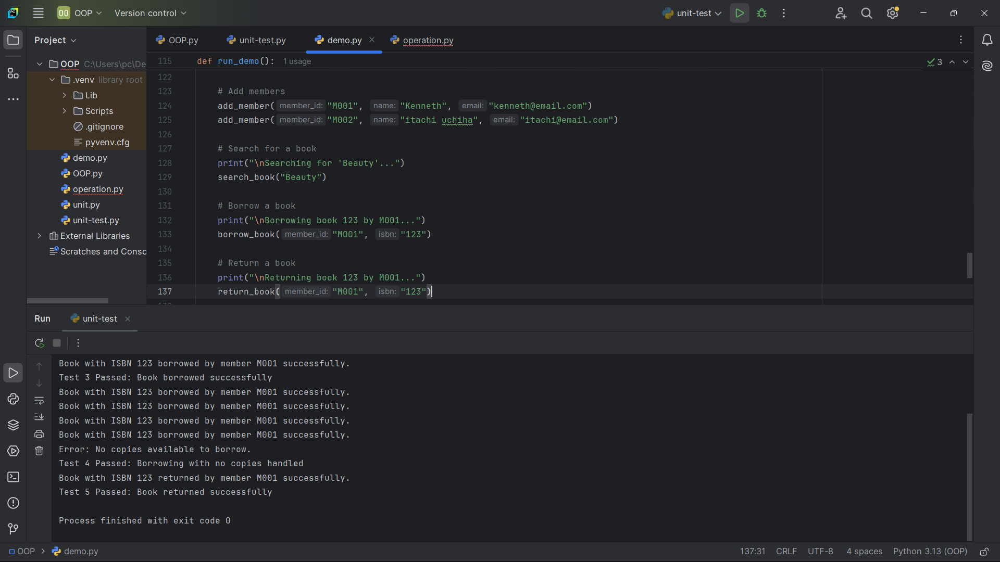 PC
OO OOP Version control unit-test
Project
OOP.py unit-test.py demo.py operation.py
OOP C:\Users\pc\De
.venv library root
Lib
Scripts
.gitignore
pyvenv.cfg
demo.py
OOP.py
operation.py
unit.py
unit-test.py
External Libraries
Scratches and Conso
115 def run_demo(): 1 usage
3
122
123 # Add members
124 add_member( member_id: "M001", name: "Kenneth", email: "kenneth@email.com")
125 add_member( member_id: "M002", name: "itachi uchiha", email: "itachi@email.com")
126
127 # Search for a book
128 print("\nSearching for 'Beauty'...")
129 search_book("Beauty")
130
131 # Borrow a book
132 print("\nBorrowing book 123 by M001...")
133 borrow_book( member_id: "M001", isbn: "123")
134
135 # Return a book
136 print("\nReturning book 123 by M001...")
137 return_book( member_id: "M001", isbn: "123")
Run unit-test
Book with ISBN 123 borrowed by member M001 successfully.
Test 3 Passed: Book borrowed successfully
Book with ISBN 123 borrowed by member M001 successfully.
Book with ISBN 123 borrowed by member M001 successfully.
Book with ISBN 123 borrowed by member M001 successfully.
Book with ISBN 123 borrowed by member M001 successfully.
Error: No copies available to borrow.
Test 4 Passed: Borrowing with no copies handled
Book with ISBN 123 returned by member M001 successfully.
Test 5 Passed: Book returned successfully
Process finished with exit code 0
OOP > demo.py 137:31 CRLF UTF-8 4 spaces Python 3.13 (OOP)